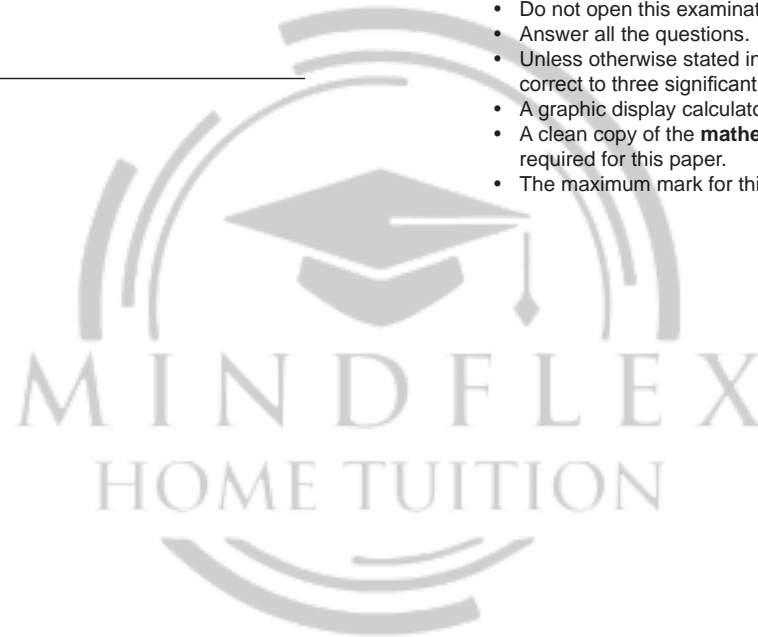 • Do not open this examinat
• Answer all the questions.
• Unless otherwise stated in
correct to three significant
• A graphic display calculato
• A clean copy of the mathe
required for this paper.
• The maximum mark for thi
MINDFLEX
HOME TUITION